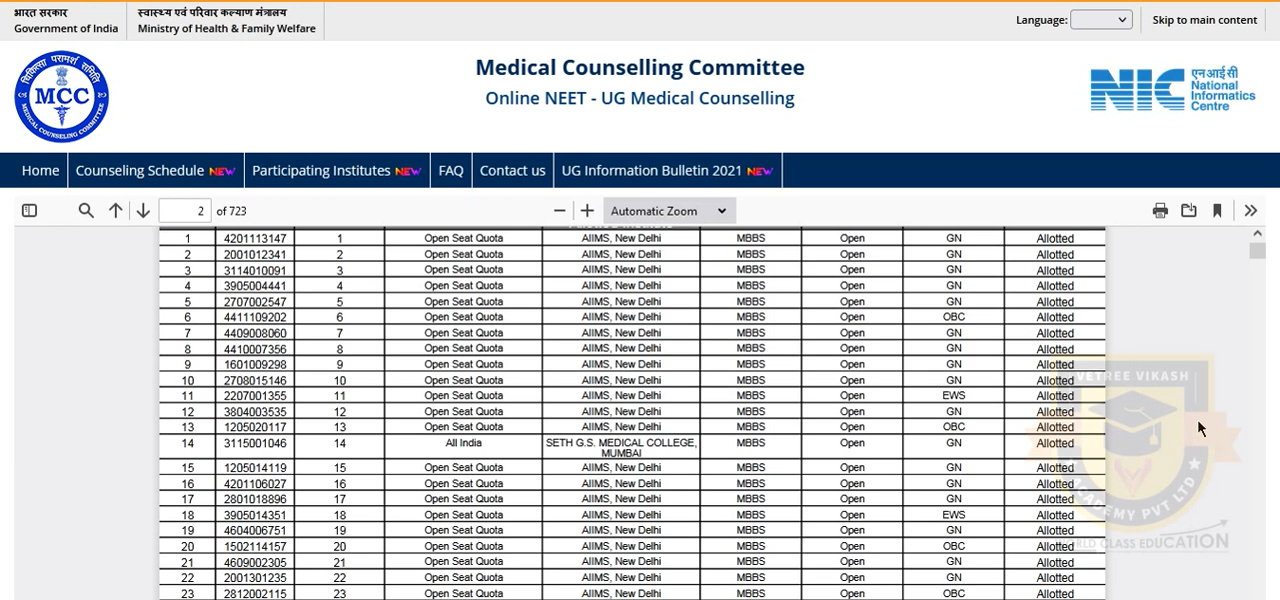 भारत सरकार
Government of India
स्वास्थ्य एवं परिवार कल्याण मंत्रालय
Ministry of Health & Family Welfare
Language:
Skip to main content
चिकित्सा परामर्श समिति
MCC
MEDICAL COUNSELING COMMITTEE
Medical Counselling Committee
Online NEET - UG Medical Counselling
NIC
एन आई सी
National
Informatics
Centre
Home Counseling Schedule NEW Participating Institutes NEW FAQ Contact us UG Information Bulletin 2021 NEW
2 of 723 Automatic Zoom
1 4201113147 1 Open Seat Quota AIIMS, New Delhi MBBS Open GN Allotted
2 2001012341 2 Open Seat Quota AIIMS, New Delhi MBBS Open GN Allotted
3 3114010091 3 Open Seat Quota AIIMS, New Delhi MBBS Open GN Allotted
4 3905004441 4 Open Seat Quota AIIMS, New Delhi MBBS Open GN Allotted
5 2707002547 5 Open Seat Quota AIIMS, New Delhi MBBS Open GN Allotted
6 4411109202 6 Open Seat Quota AIIMS, New Delhi MBBS Open OBC Allotted
7 4409008060 7 Open Seat Quota AIIMS, New Delhi MBBS Open GN Allotted
8 4410007356 8 Open Seat Quota AIIMS, New Delhi MBBS Open GN Allotted
9 1601009298 9 Open Seat Quota AIIMS, New Delhi MBBS Open GN Allotted
10 2708015146 10 Open Seat Quota AIIMS, New Delhi MBBS Open GN Allotted
11 2207001355 11 Open Seat Quota AIIMS, New Delhi MBBS Open EWS Allotted
12 3804003535 12 Open Seat Quota AIIMS, New Delhi MBBS Open GN Allotted
13 1205020117 13 Open Seat Quota AIIMS, New Delhi MBBS Open OBC Allotted
14 3115001046 14 All India SETH G.S. MEDICAL COLLEGE, MBBS Open GN Allotted
MUMBAI
15 1205014119 15 Open Seat Quota AIIMS, New Delhi MBBS Open GN Allotted
16 4201106027 16 Open Seat Quota AIIMS, New Delhi MBBS Open GN Allotted
17 2801018896 17 Open Seat Quota AIIMS, New Delhi MBBS Open GN Allotted
18 3905014351 18 Open Seat Quota AIIMS, New Delhi MBBS Open EWS Allotted
19 4604006751 19 Open Seat Quota AIIMS, New Delhi MBBS Open GN Allotted
20 1502114157 20 Open Seat Quota AIIMS, New Delhi MBBS Open OBC Allotted
21 4609002305 21 Open Seat Quota AIIMS, New Delhi MBBS Open GN Allotted
22 2001301235 22 Open Seat Quota AIIMS, New Delhi MBBS Open GN Allotted
23 2812002115 23 Open Seat Quota AIIMS, New Delhi MBBS Open OBC Allotted
VETREE VIKASH
ACADEMY PVT LTD
WORLD CLASS EDUCATION